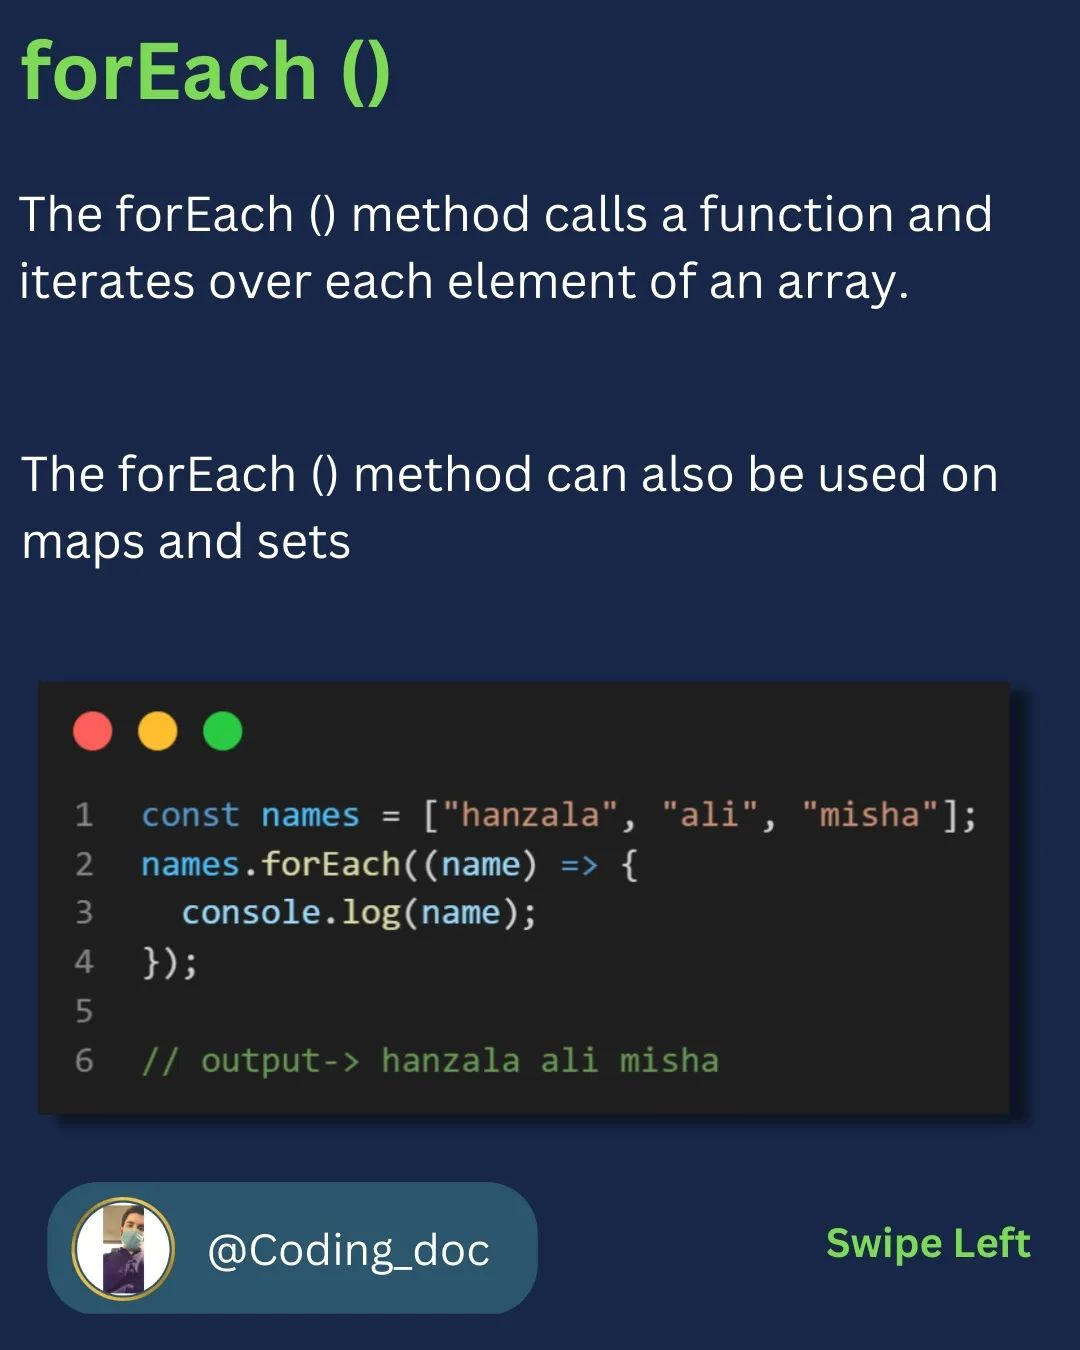 forEach ()
The forEach () method calls a function and
iterates over each element of an array.
The forEach () method can also be used on
maps and sets
1 const names = ["hanzala", "ali", "misha"];
2 names.forEach((name) => {
3   console.log(name);
4 });
5
6 // output-> hanzala ali misha
@Coding_doc
Swipe Left